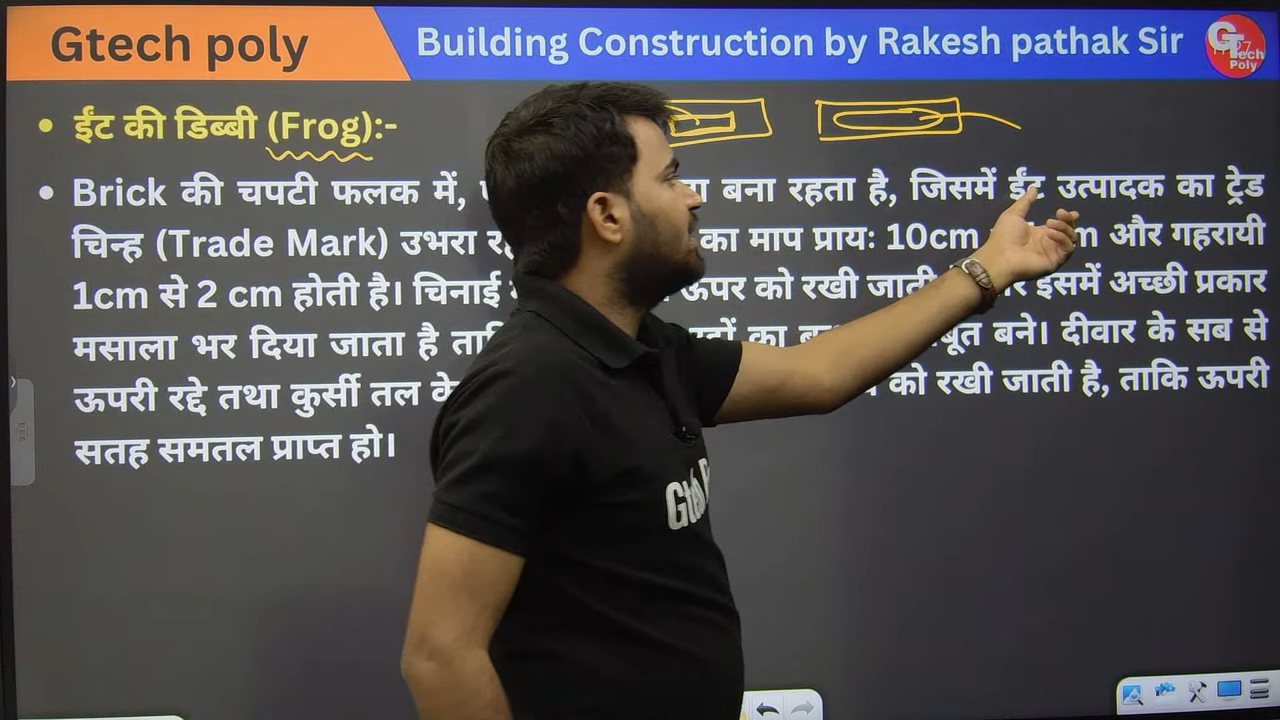 Gtech poly
Building Construction by Rakesh pathak Sir
GTech Poly
• ईंट की डिब्बी (Frog):-
• Brick की चपटी फलक में, बना रहता है, जिसमें ईंट उत्पादक का ट्रेड
चिन्ह (Trade Mark) उभरा का माप प्रायः 10cm और गहरायी
1cm से 2 cm होती है। चिनाई ऊपर को रखी जाती इसमें अच्छी प्रकार
मसाला भर दिया जाता है का बने। दीवार के सब से
ऊपरी रद्दे तथा कुर्सी तल के को रखी जाती है, ताकि ऊपरी
सतह समतल प्राप्त हो।